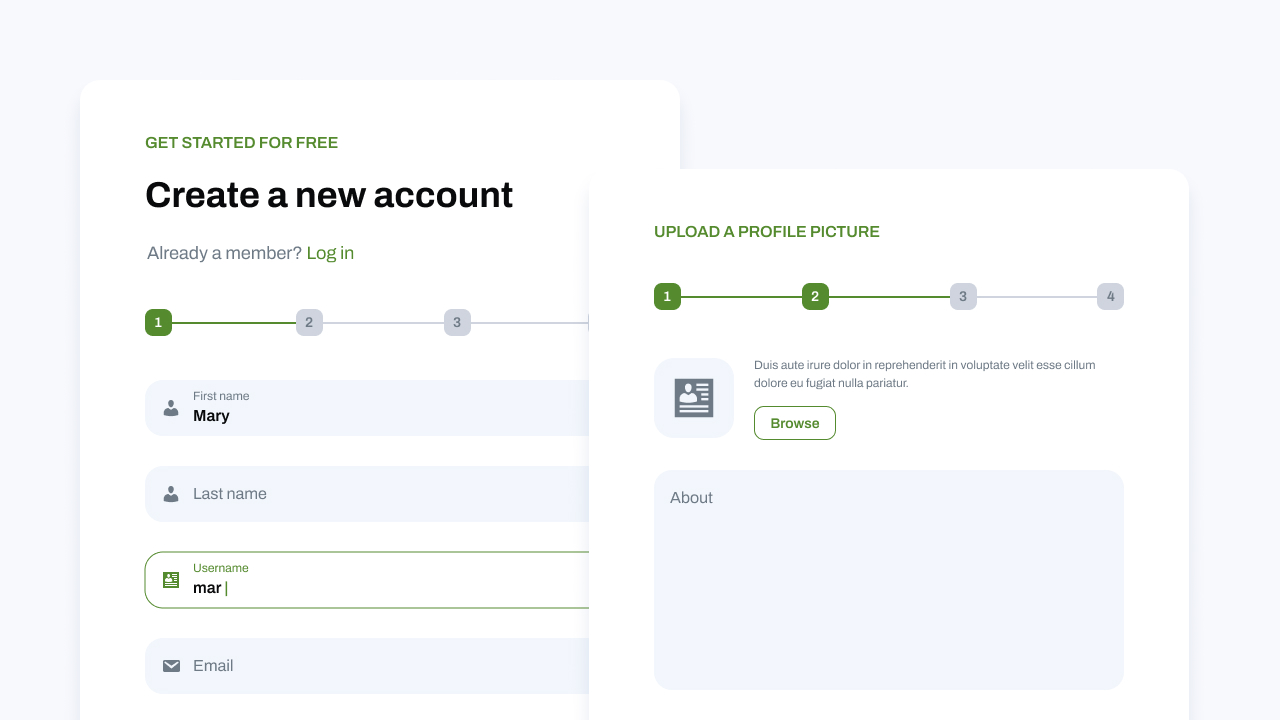 GET STARTED FOR FREE
Create a new account
Already a member? Log in
1 2 3
First name
Mary
Last name
Username
mar |
Email
UPLOAD A PROFILE PICTURE
1 2 3 4
Duis aute irure dolor in reprehenderit in voluptate velit esse cillum
dolore eu fugiat nulla pariatur.
Browse
About